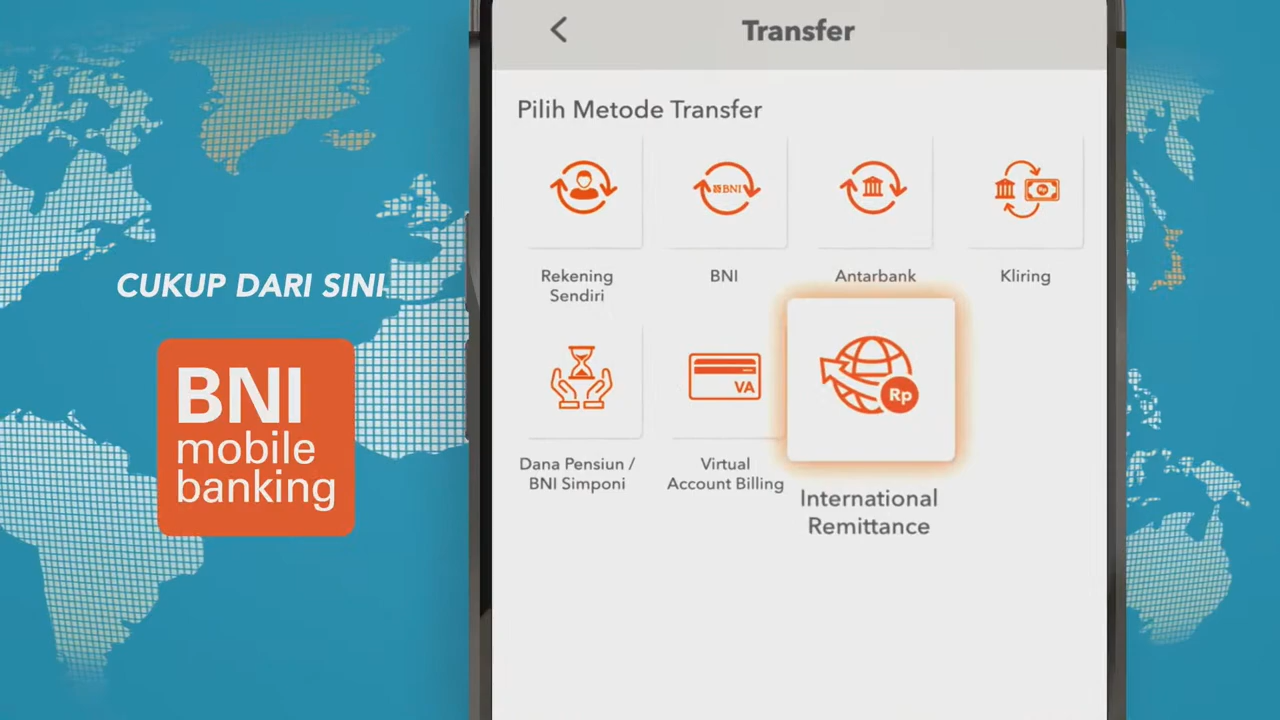 Transfer
Pilih Metode Transfer
BNI
Rp
Rekening
Sendiri
BNI
Antarbank
Kliring
CUKUP DARI SINI
BNI
mobile
banking
VA
Rp
Dana Pensiun /
BNI Simponi
Virtual
Account Billing
International
Remittance